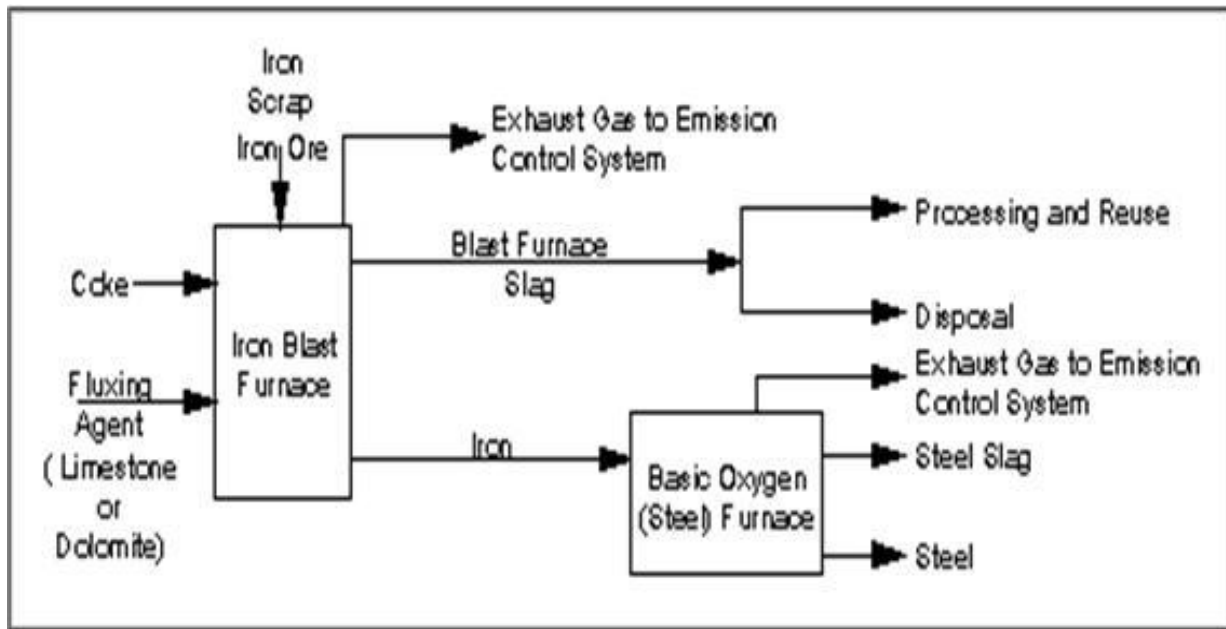 Iron
Scrap
Iron Ore
Exhaust Gas to Emission
Control System
Processing and Reuse
Blast Furnace
Slag
Coke
Disposal
Iron Blast
Furnace
Exhaust Gas to Emission
Control System
Fluxing
Agent
( Limestone
or
Dolomite)
Iron
Basic Oxygen
(Steel) Furnace
Steel Slag
Steel